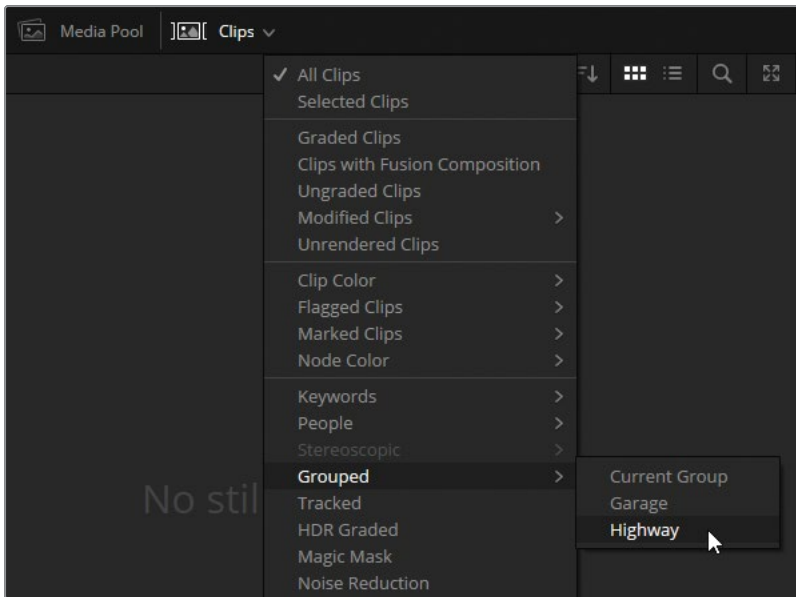 Media Pool
Clips
All Clips
Selected Clips
Graded Clips
Clips with Fusion Composition
Ungraded Clips
Modified Clips
Unrendered Clips
Clip Color
Flagged Clips
Marked Clips
Node Color
Keywords
People
Stereoscopic
Grouped
Current Group
Garage
Highway
No stil
Tracked
HDR Graded
Magic Mask
Noise Reduction